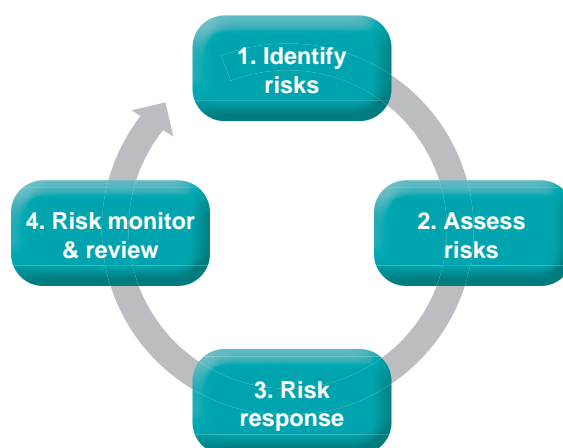 1. Identify
risks
2. Assess
risks
3. Risk
response
4. Risk monitor
& review